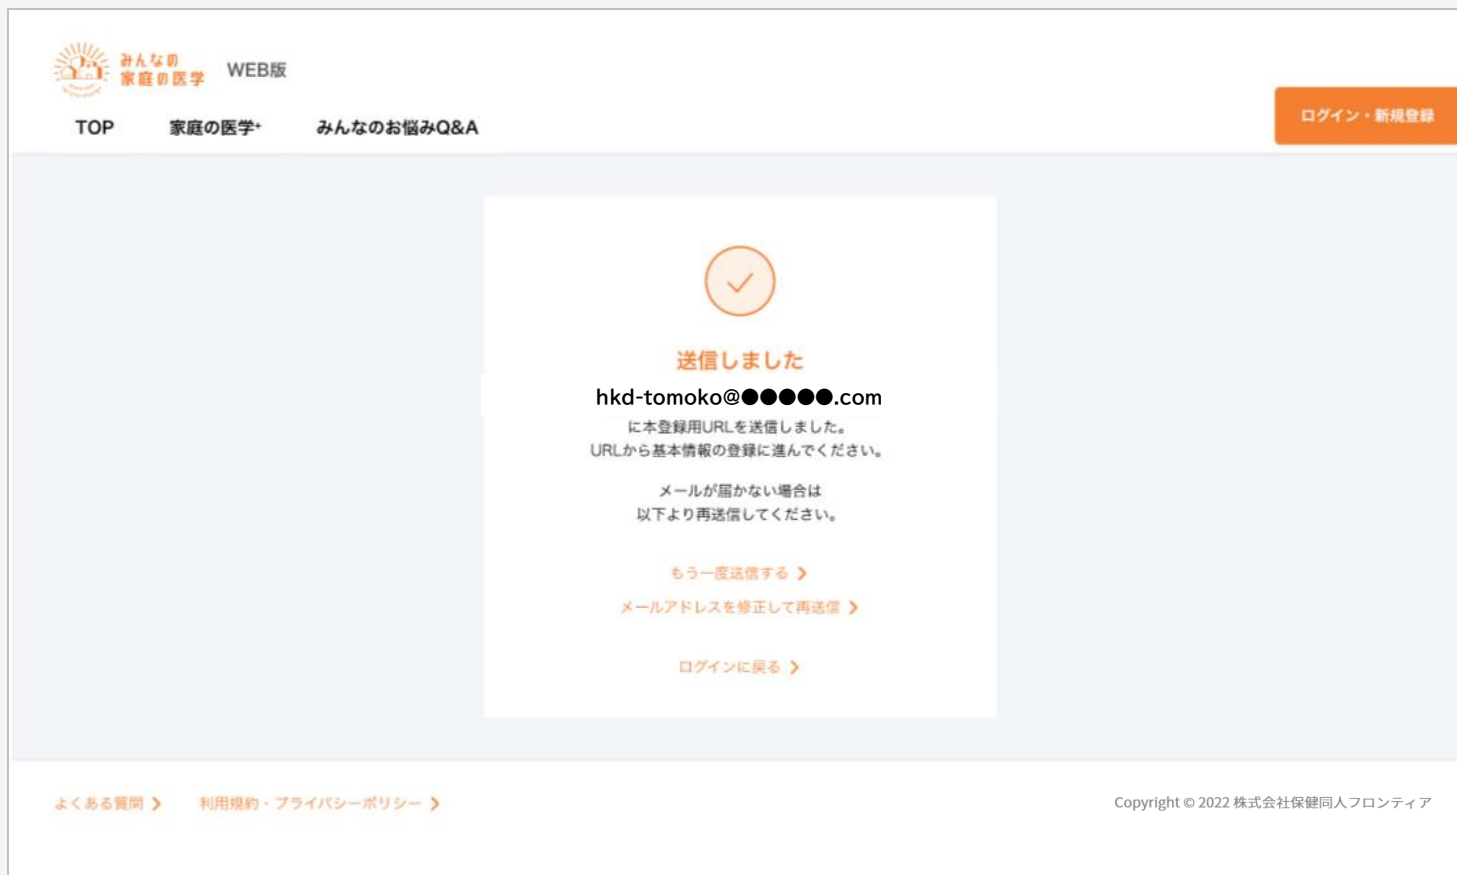 みんなの
家庭の医学
WEB版
TOP 家庭の医学+ みんなのお悩みQ&A
ログイン・新規登録
送信しました
hkd-tomoko@●●●●●.com
に本登録用URLを送信しました。
URLから基本情報の登録に進んでください。
メールが届かない場合は
以下より再送信してください。
もう一度送信する
メールアドレスを修正して再送信
ログインに戻る
よくある質問 利用規約・プライバシーポリシー
Copyright © 2022 株式会社保健同人フロンティア